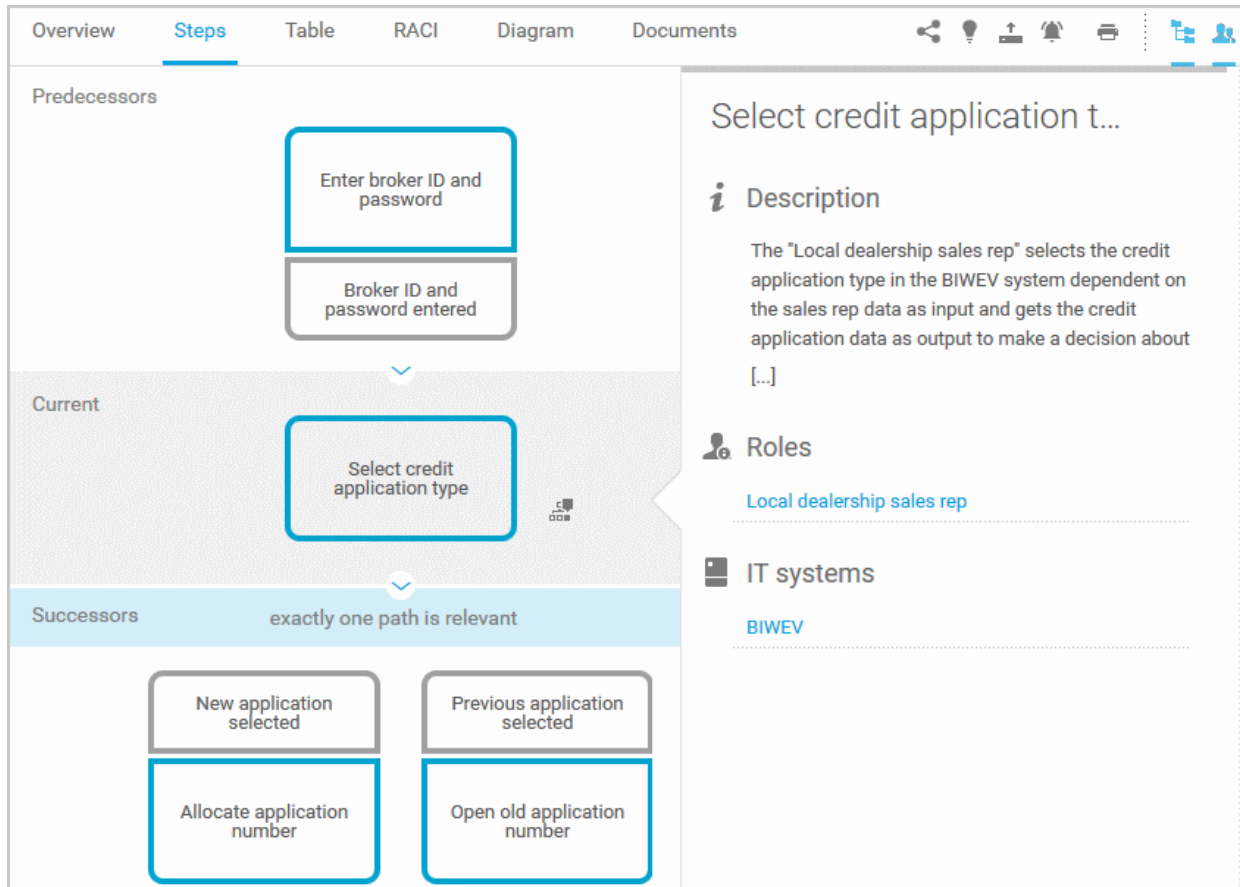 Overview Steps Table RACI Diagram Documents
Predecessors
Enter broker ID and
password
Broker ID and
password entered
Current
Select credit
application type
Successors exactly one path is relevant
New application
selected
Previous application
selected
Allocate application
number
Open old application
number
Select credit application t...
Description
The "Local dealership sales rep" selects the credit
application type in the BIWEV system dependent on
the sales rep data as input and gets the credit
application data as output to make a decision about
[...]
Roles
Local dealership sales rep
IT systems
BIWEV